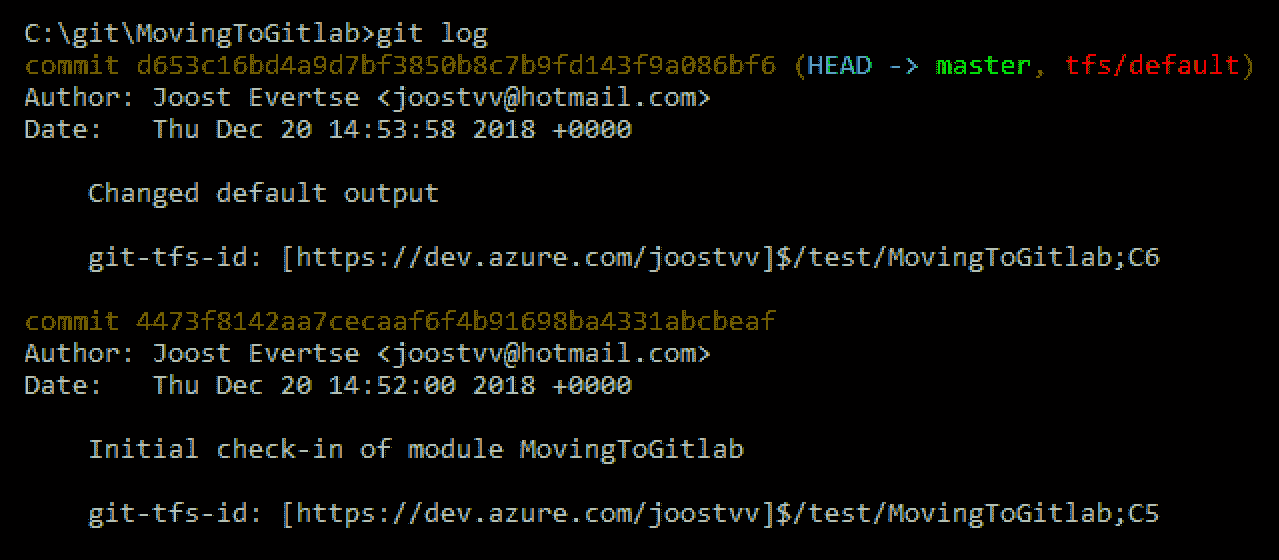 C:\git\MovingToGitlab>git log
commit d653c16bd4a9d7bf3850b8c7b9fd143f9a086bf6 (HEAD -> master, tfs/default)
Author: Joost Evertse <joostvv@hotmail.com>
Date:   Thu Dec 20 14:53:58 2018 +0000
Changed default output
git-tfs-id: [https://dev.azure.com/joostvv]$/test/MovingToGitlab;C6
commit 4473f8142aa7cecaaf6f4b91698ba4331abcbeaf
Author: Joost Evertse <joostvv@hotmail.com>
Date:   Thu Dec 20 14:52:00 2018 +0000
Initial check-in of module MovingToGitlab
git-tfs-id: [https://dev.azure.com/joostvv]$/test/MovingToGitlab;C5